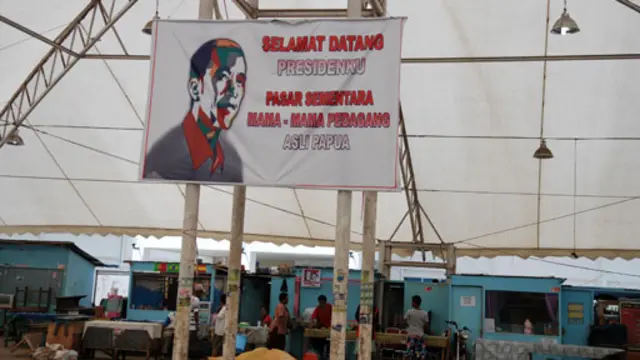 SELAMAT DATANG
PRESIDENKU
PASAR SEMENTARA
MAMA - MAMA PEDAGANG
ASLI PAPUA